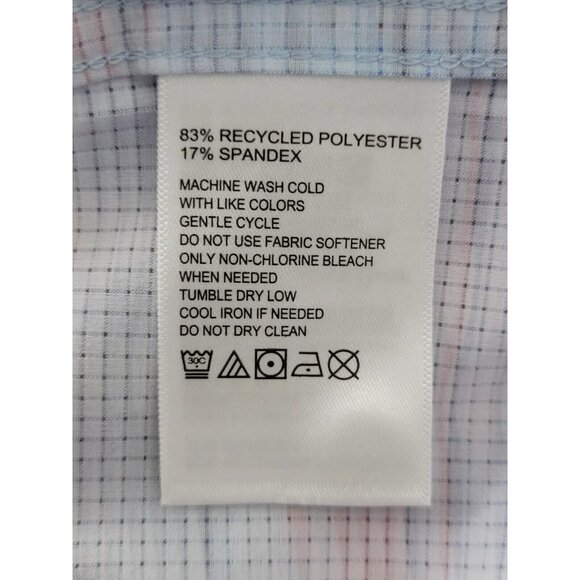 83% RECYCLED POLYESTER
17% SPANDEX
MACHINE WASH COLD
WITH LIKE COLORS
GENTLE CYCLE
DO NOT USE FABRIC SOFTENER
ONLY NON-CHLORINE BLEACH
WHEN NEEDED
TUMBLE DRY LOW
COOL IRON IF NEEDED
DO NOT DRY CLEAN
30C